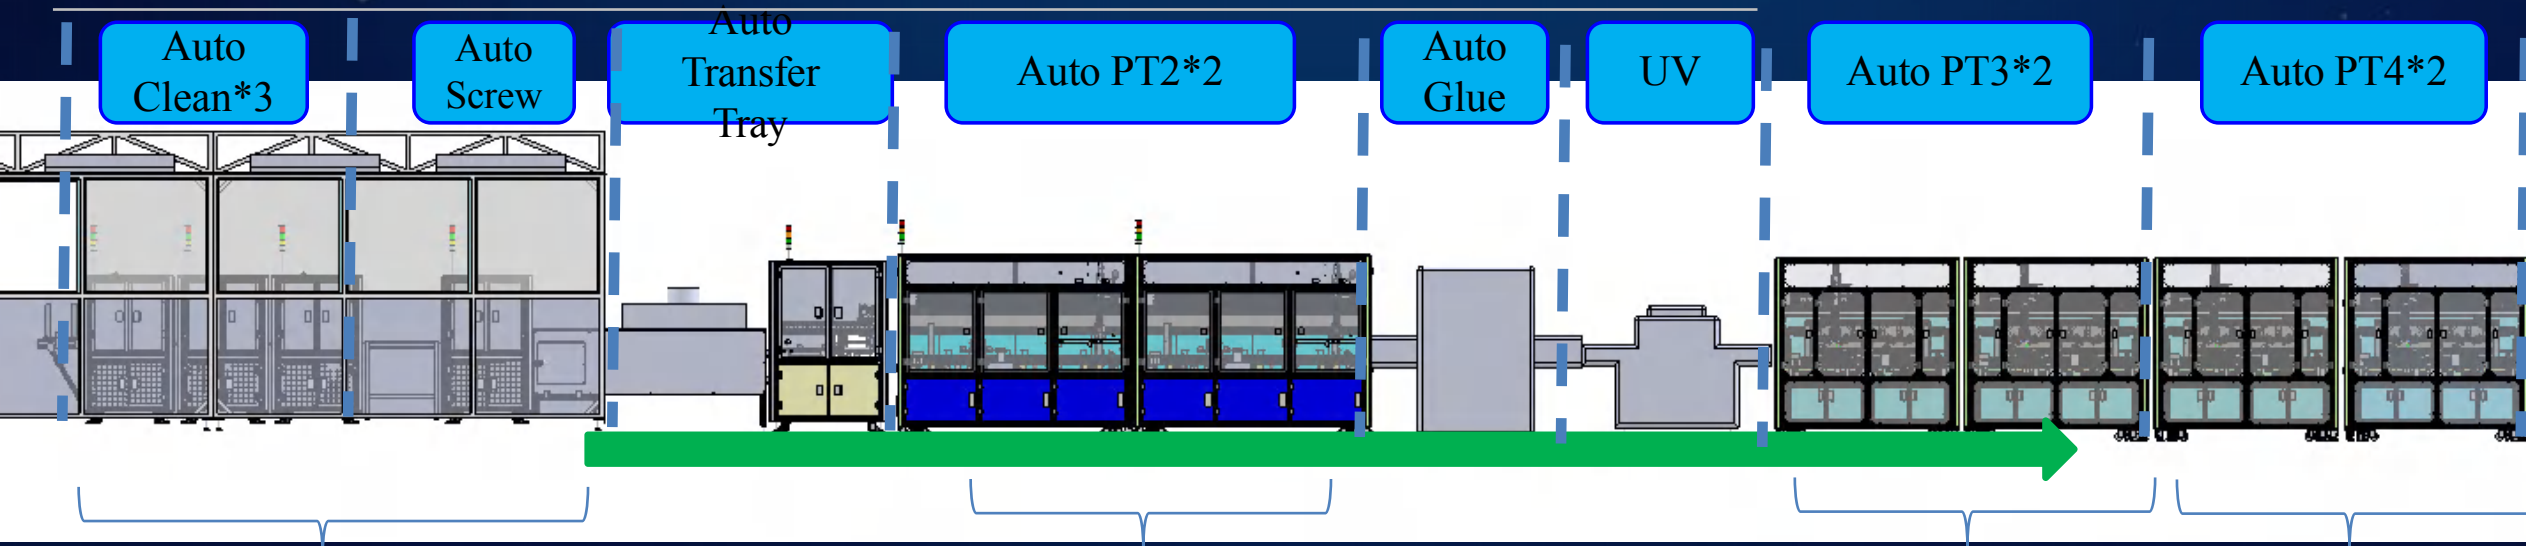 Auto
Clean*3
Auto
Screw
Auto
Transfer
Tray
Auto PT2*2
Auto
Glue
UV
Auto PT3*2
Auto PT4*2